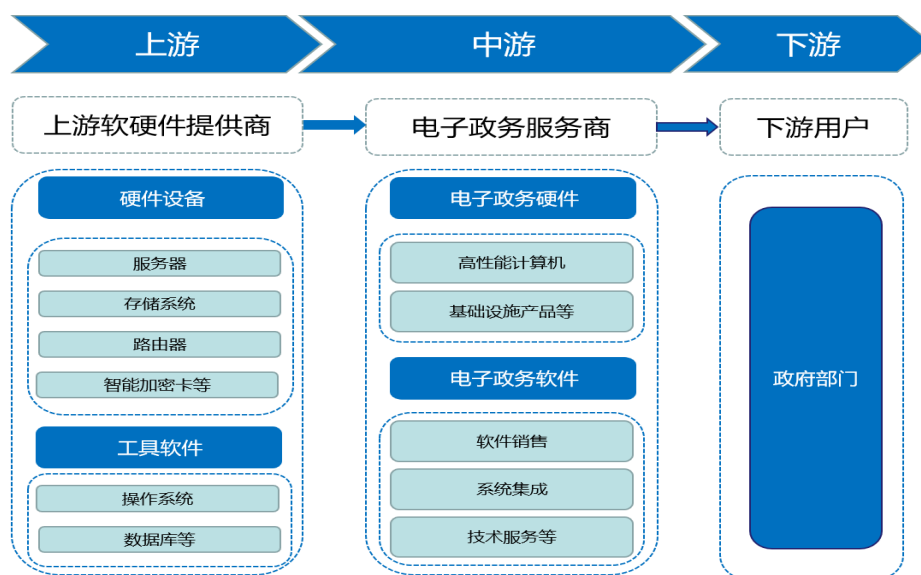 上游
中游
下游
上游软硬件提供商
电子政务服务商
下游用户
硬件设备
服务器
存储系统
路由器
智能加密卡等
工具软件
操作系统
数据库等
电子政务硬件
高性能计算机
基础设施产品等
电子政务软件
软件销售
系统集成
技术服务等
政府部门